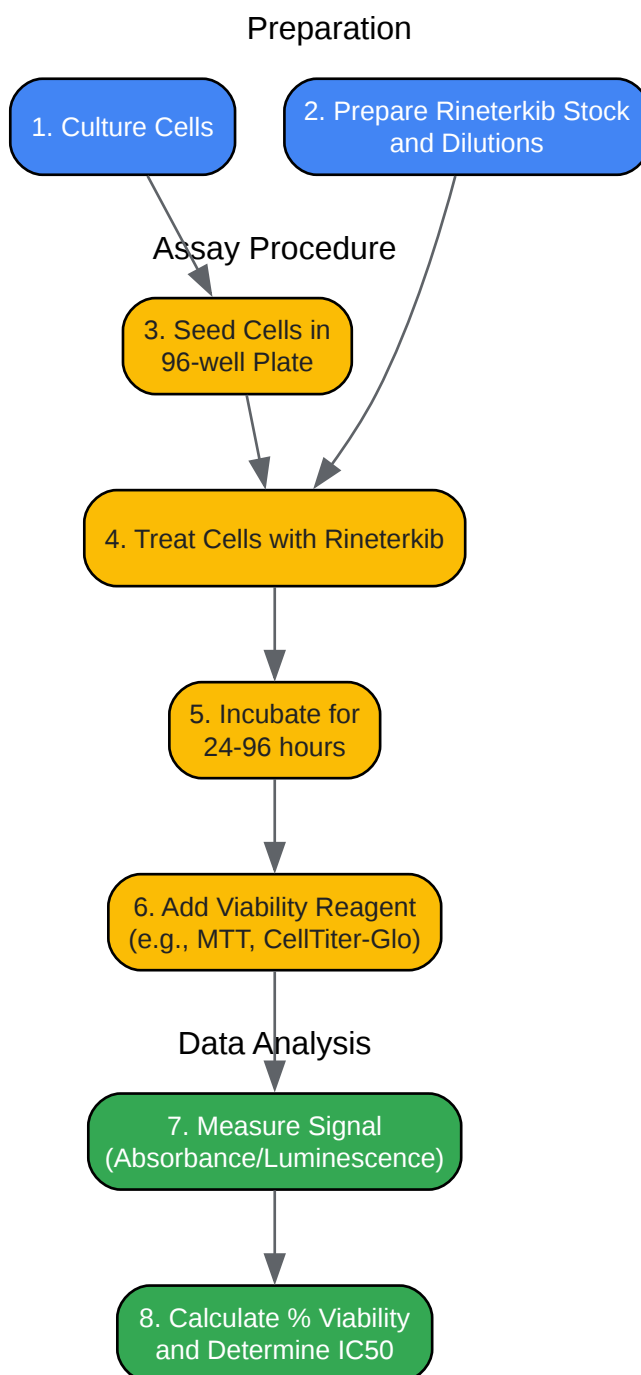 Preparation
1. Culture Cells
2. Prepare Rineterkib Stock
and Dilutions
Assay Procedure
3. Seed Cells in
96-well Plate
4. Treat Cells with Rineterkib
5. Incubate for
24-96 hours
6. Add Viability Reagent
(e.g., MTT, CellTiter-Glo)
Data Analysis
7. Measure Signal
(Absorbance/Luminescence)
8. Calculate % Viability
and Determine IC50